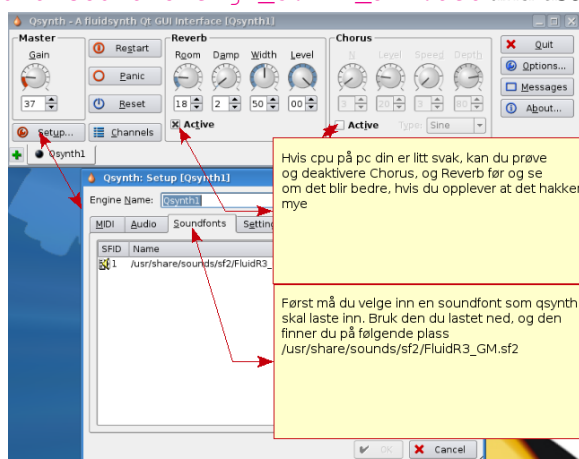 Qsynth - A fluidsynth Qt GUI Interface [Qsynth1]
Master
Gain
37
Restart
Panic
Reset
Setup...
Channels
Reverb
Room Damp Width Level
18 2 50 00
Active
Chorus
N Level Speed Depth
3 20 3 80
Active Type: Sine
Quit
Options...
Messages
About...
Qsynth1
Qsynth: Setup [Qsynth1]
Engine Name: Qsynth1
MIDI Audio Soundfonts
SFID Name
1 /usr/share/sounds/sf2/FluidR3_
OK Cancel
Hvis cpu på pc din er litt svak, kan du prøve
og deaktivere Chorus, og Reverb før og se
om det blir bedre, hvis du opplever at det hakker
mye
Først må du velge inn en soundfont som qsynth
skal laste inn. Bruk den du lastet ned, og den
finner du på følgende plass
/usr/share/sounds/sf2/FluidR3_GM.sf2